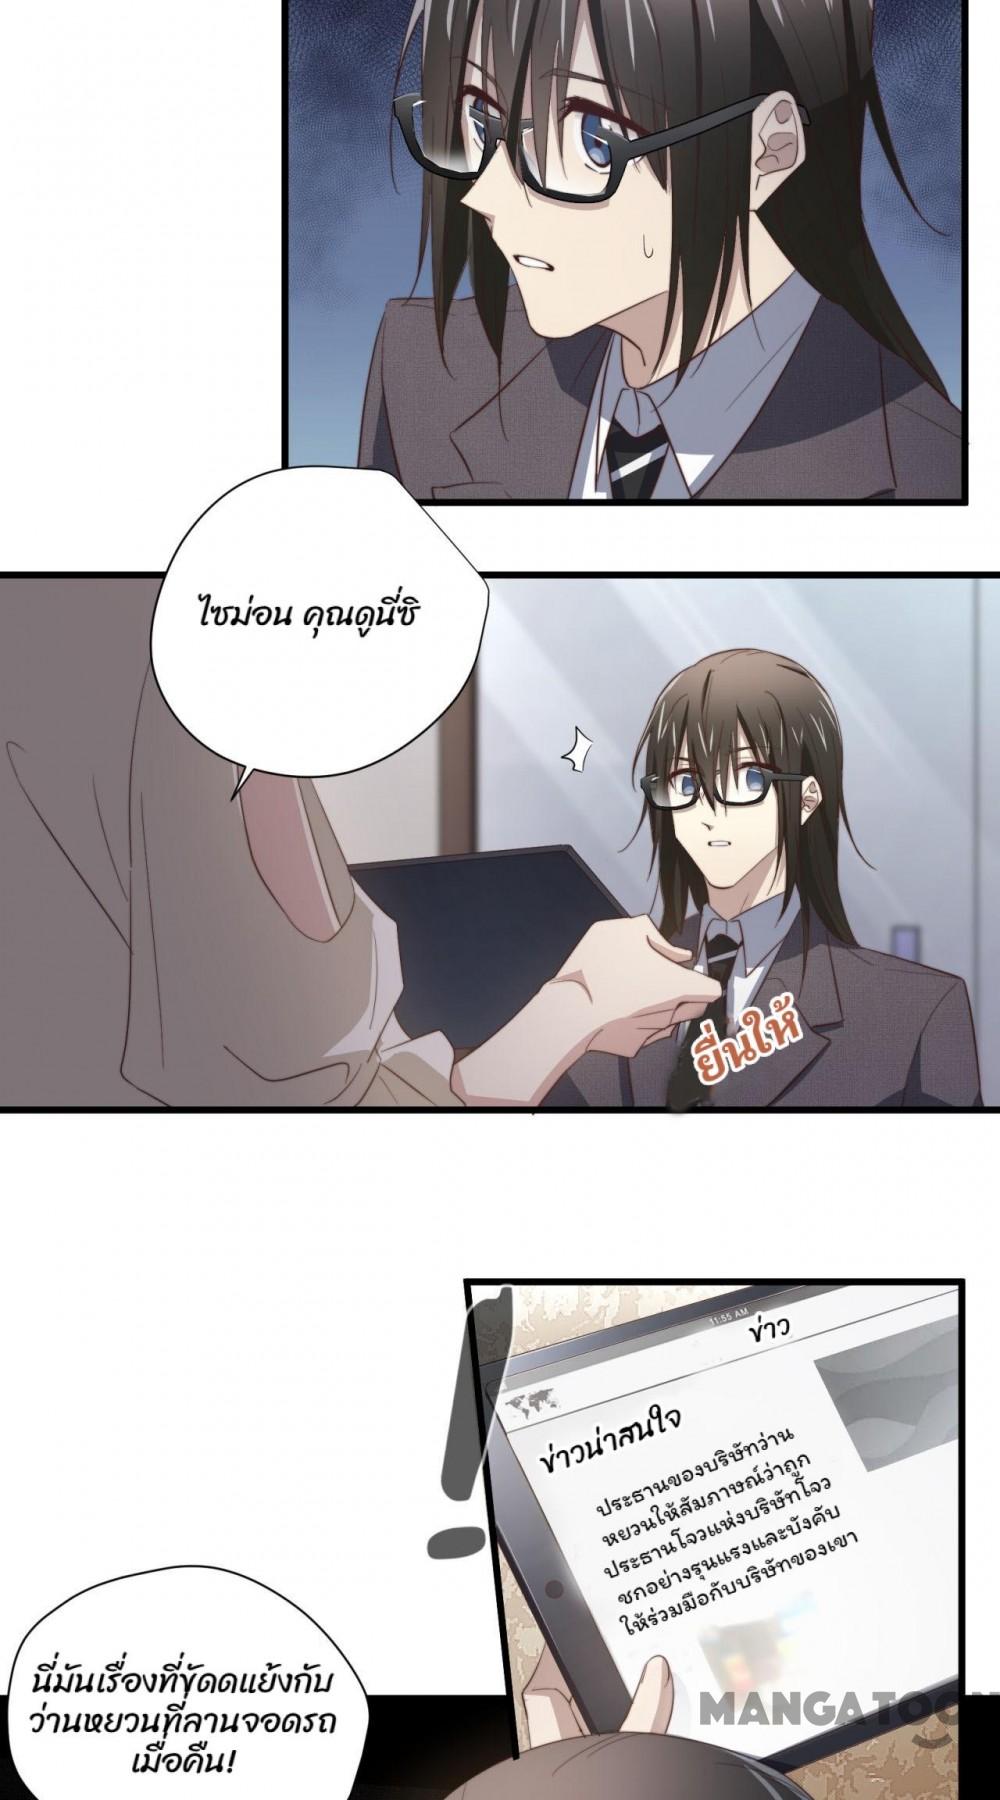 ไซม่อน คุณดูนี่ซิ
ยื่นให้
11:55 AM
ข่าว
ข่าวน่าสนใจ
ประธานของบริษัทว่าน
หยวนให้สัมภาษณ์ว่าถูก
ประธานโจวแห่งบริษัทโจว
ชกอย่างรุนแรงและบังคับ
ให้ร่วมมือกับบริษัทของเขา
นี่มันเรื่องที่ขัดดแย้งกับ
ว่านหยวนที่ลานจอดรถ
เมื่อคืน!
MANGATOON